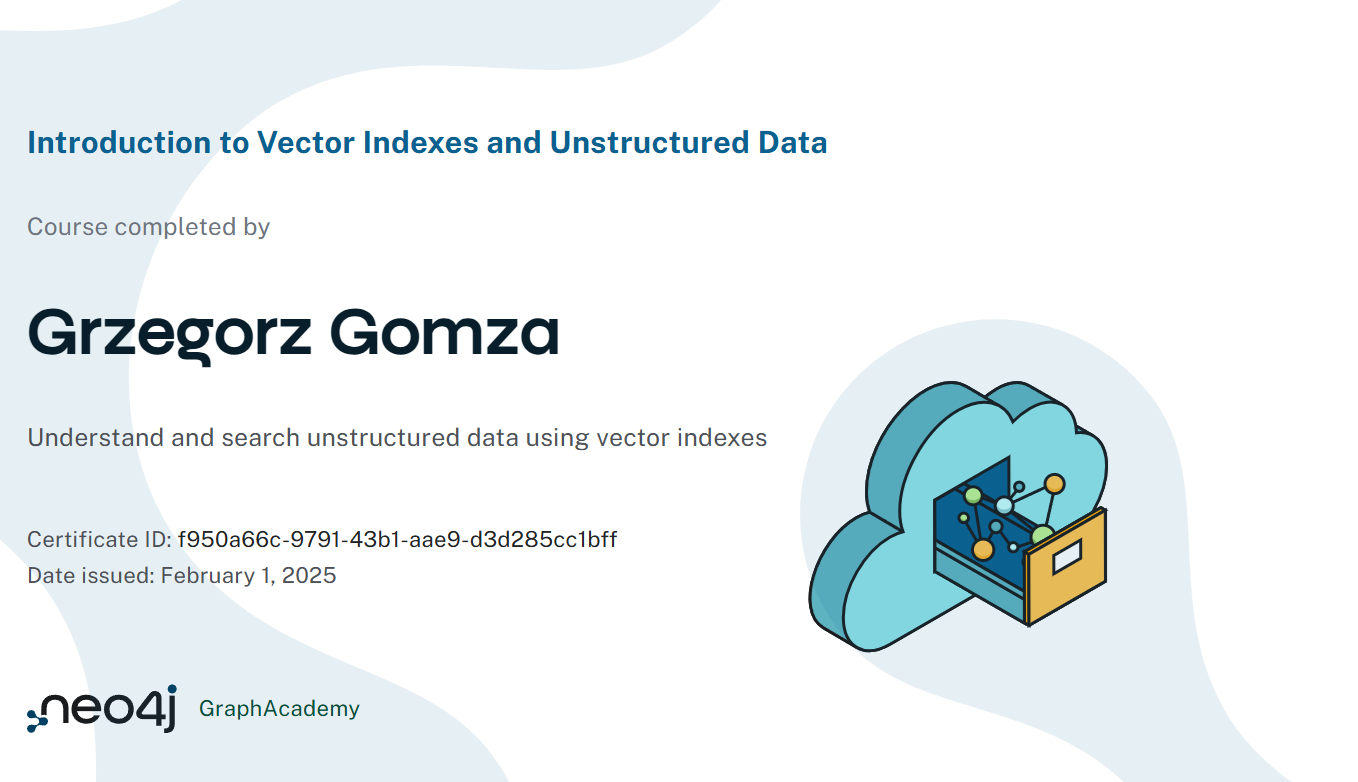 Introduction to Vector Indexes and Unstructured Data
Course completed by
Grzegorz Gomza
Understand and search unstructured data using vector indexes
Certificate ID: f950a66c-9791-43b1-aae9-d3d285cc1bff
Date issued: February 1, 2025
neo4j GraphAcademy